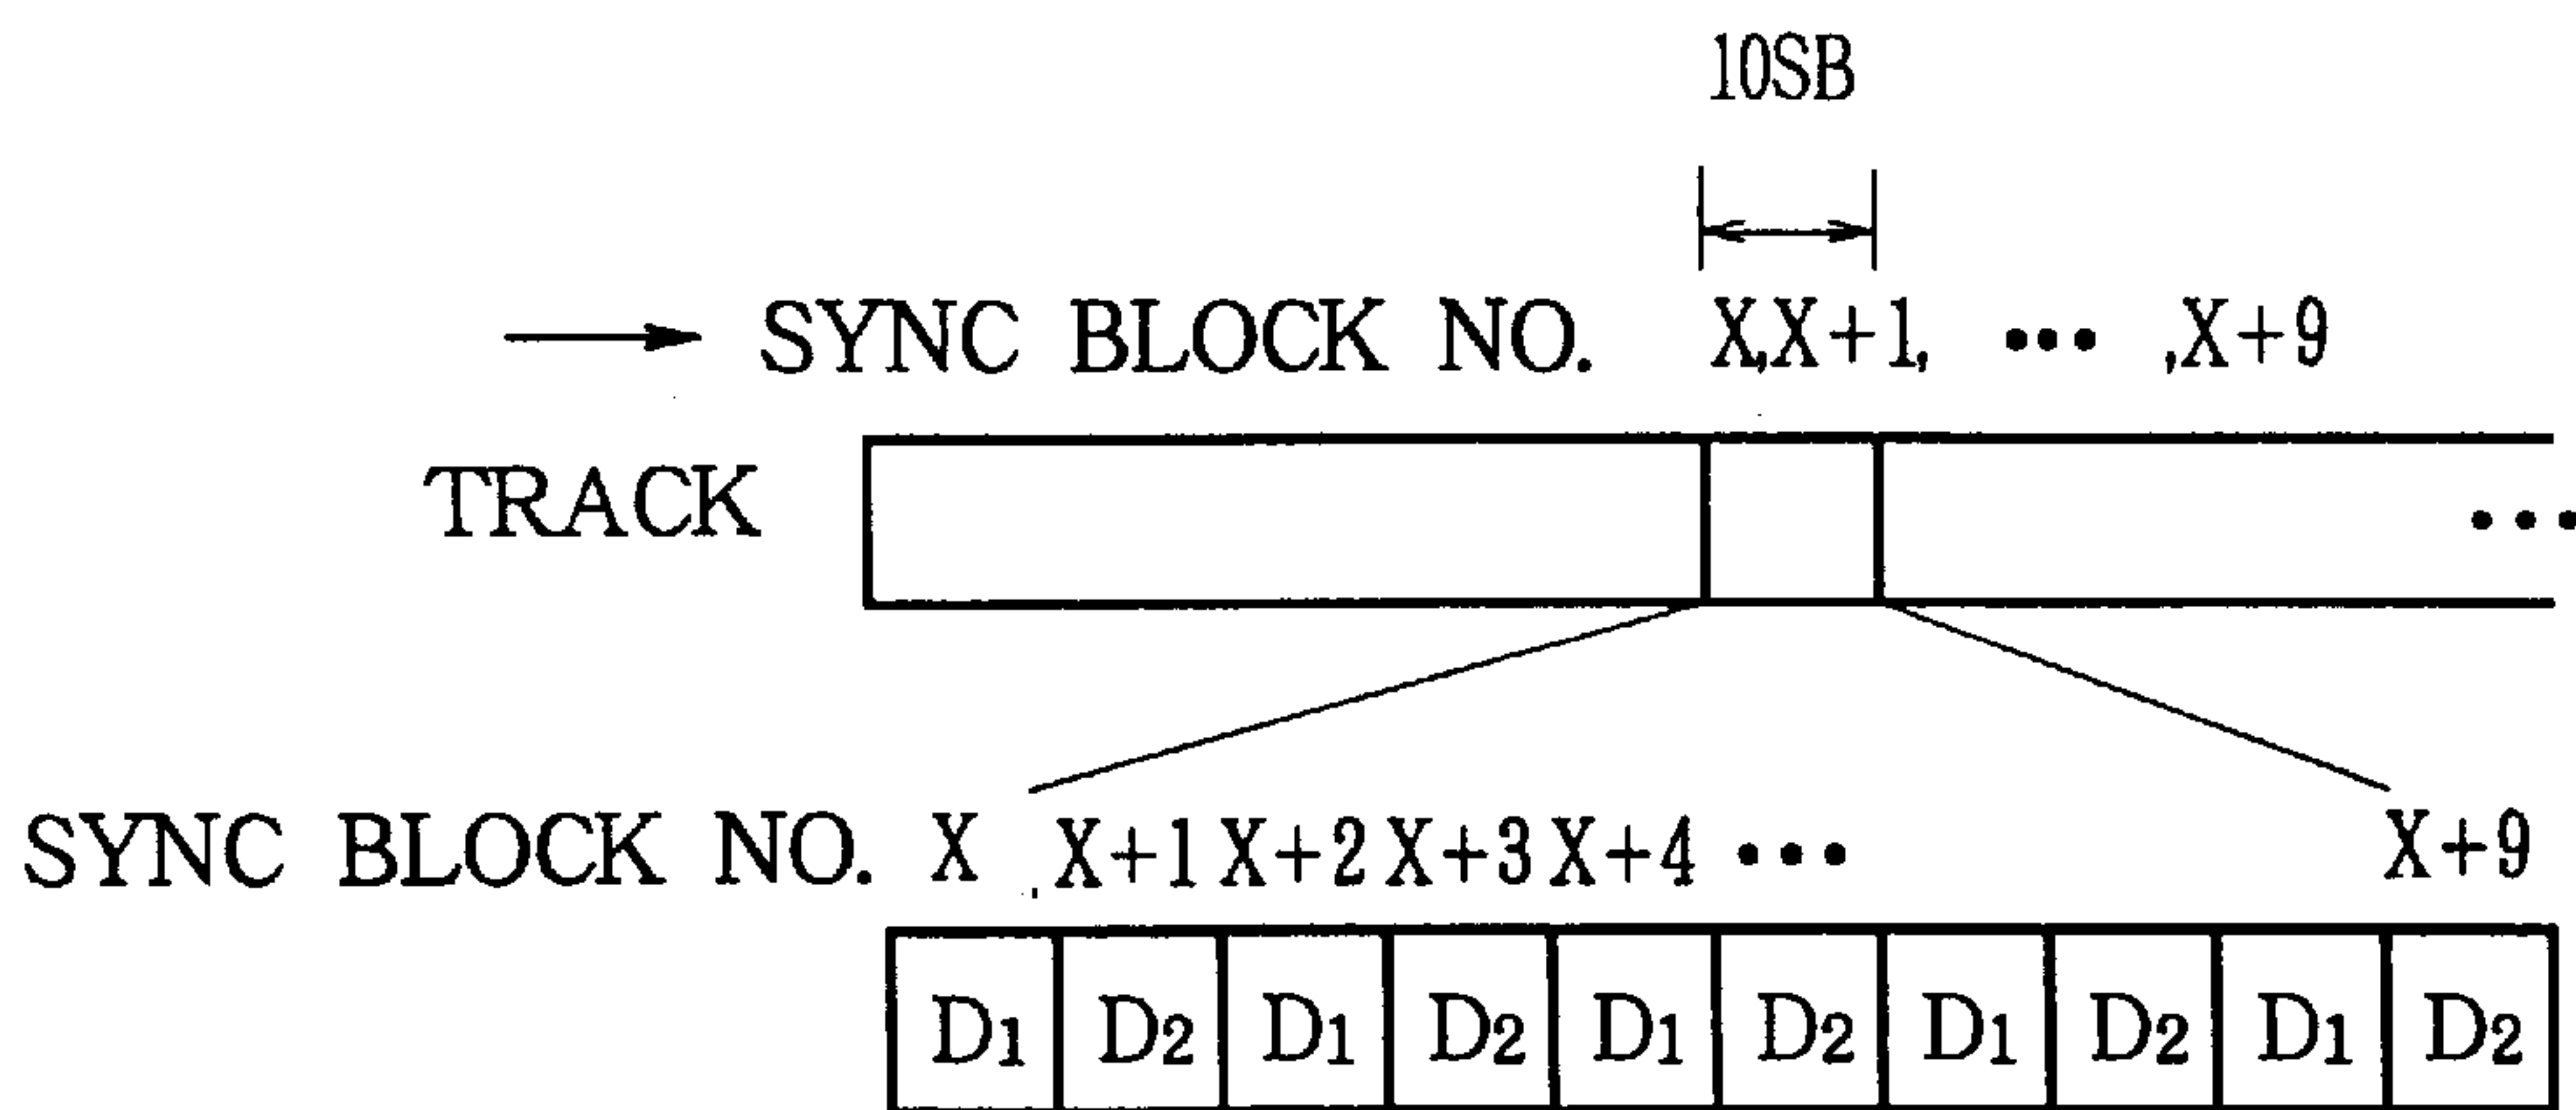 10SB
SYNC BLOCK NO. X,X+1, ••• ,X+9
TRACK •••
SYNC BLOCK NO. X X+1 X+2 X+3 X+4 ••• X+9
D1 D2 D1 D2 D1 D2 D1 D2 D1 D2